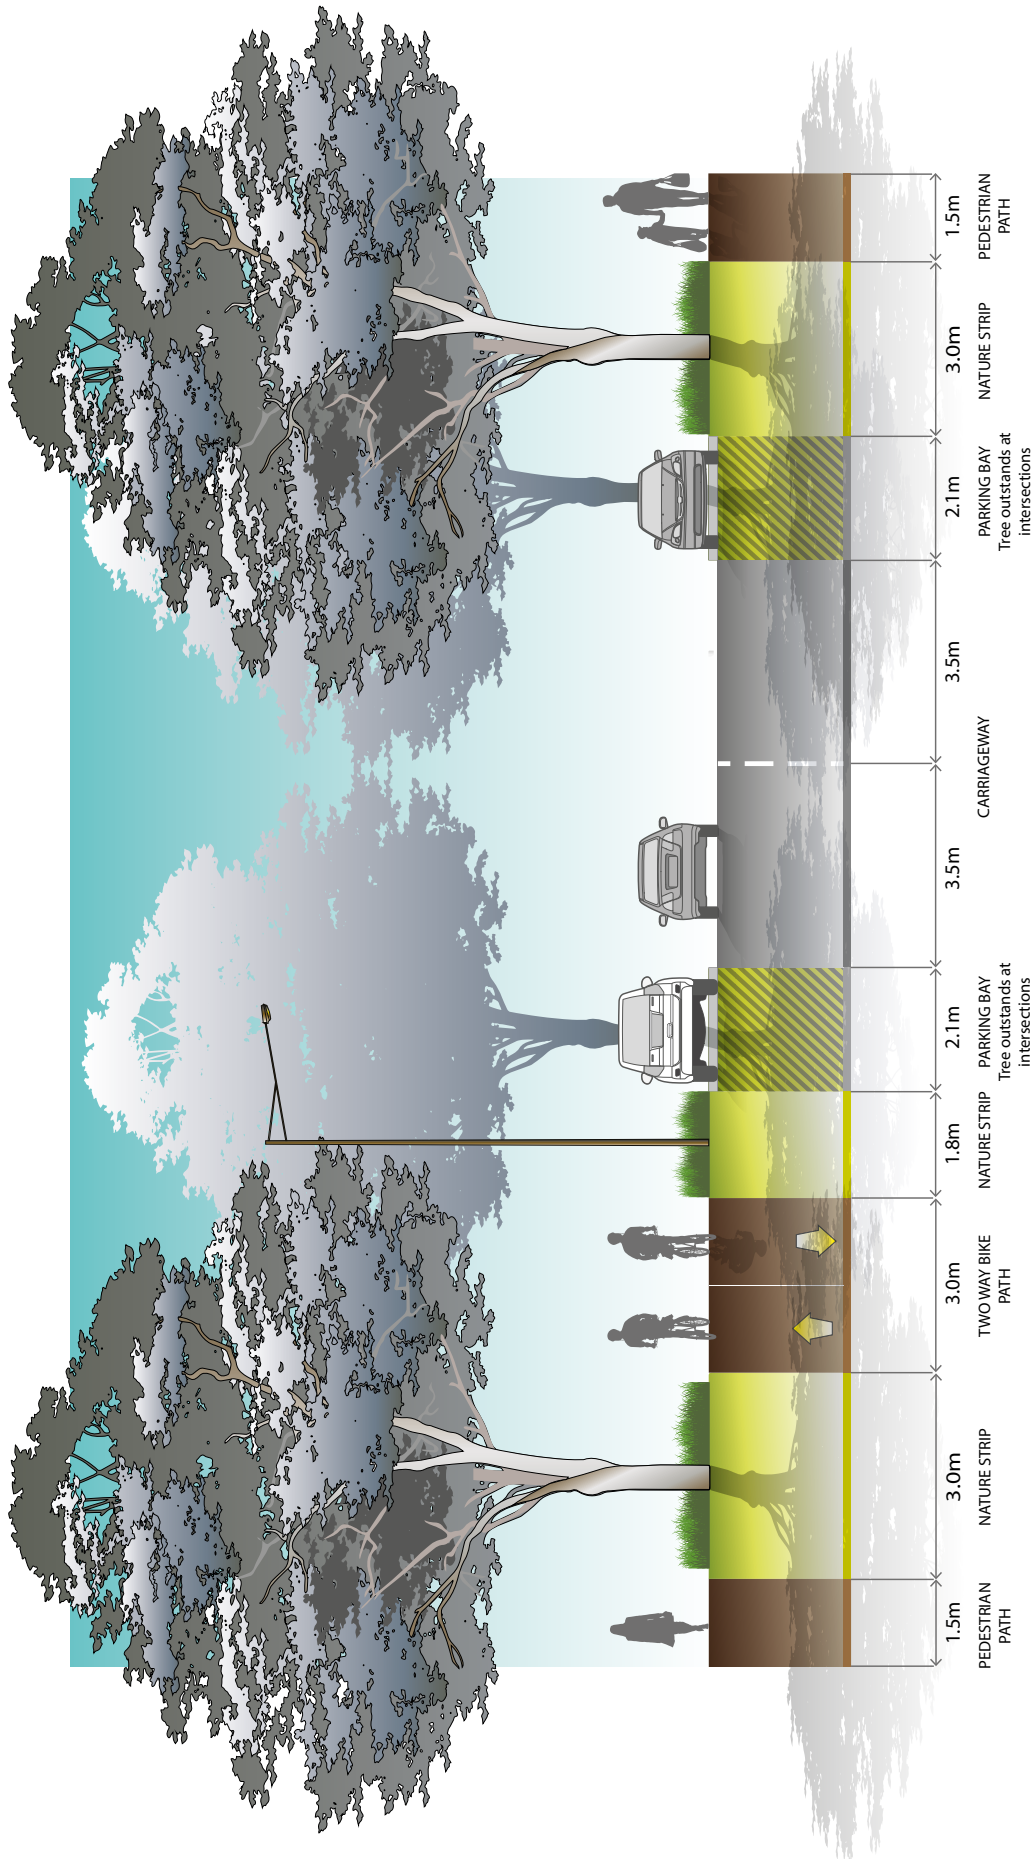 1.5m
3.0m
3.0m
1.8m
2.1m
3.5m
3.5m
2.1m
3.0m
1.5m
PEDESTRIAN
PATH
NATURE STRIP
TWO WAY BIKE
PATH
NATURE STRIP
PARKING BAY
Tree outstands at
intersections
CARRIAGEWAY
PARKING BAY
Tree outstands at
intersections
NATURE STRIP
PEDESTRIAN
PATH